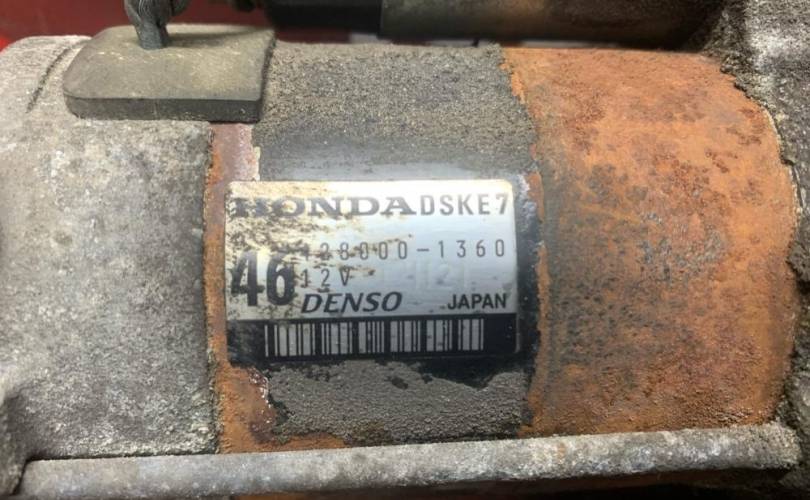 HONDA DSKE7
46 128000-1360
12V
DENSO JAPAN